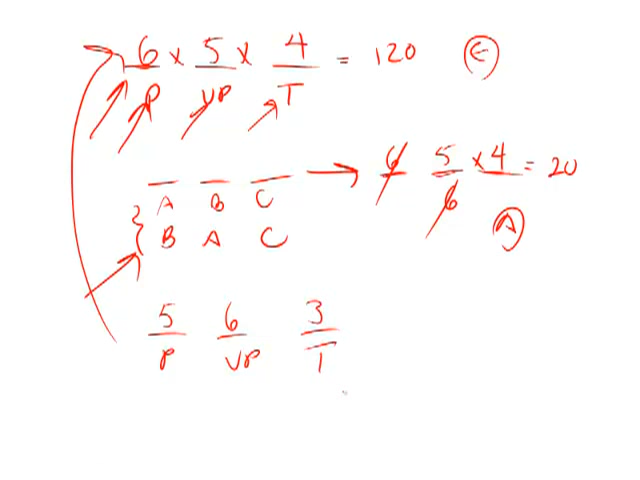 6 x 5 x 4 = 120 E
P VP T
6 5 x 4 = 20
6
A B C
A
B A C
5 6 3
P VP T